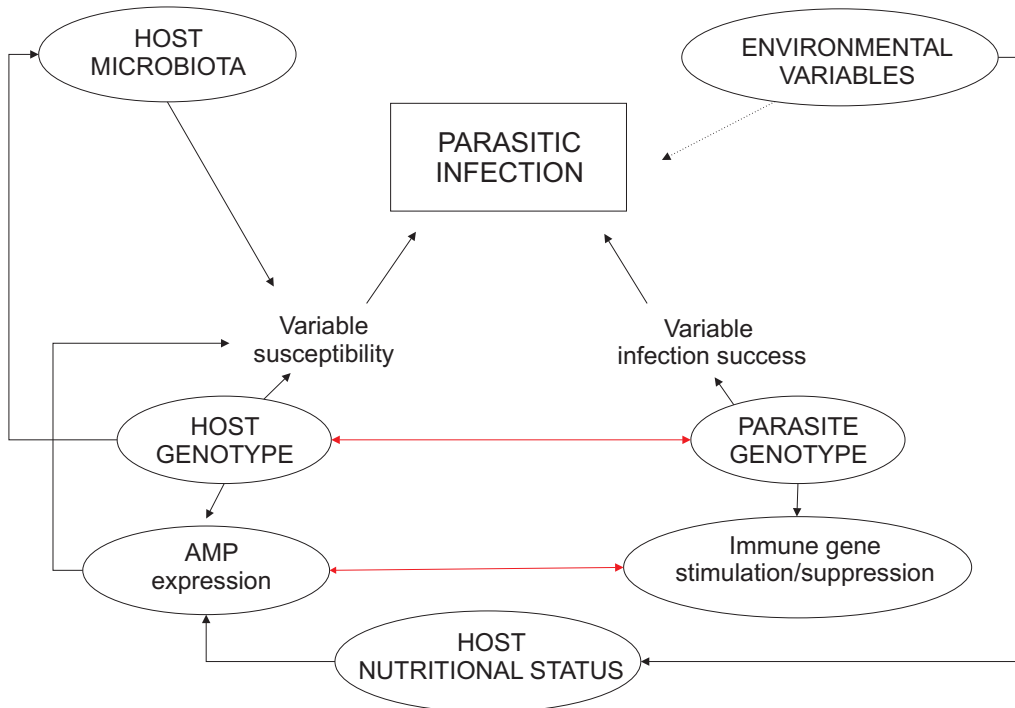 HOST
MICROBIOTA
ENVIRONMENTAL
VARIABLES
PARASITIC
INFECTION
Variable
susceptibility
Variable
infection success
HOST
GENOTYPE
PARASITE
GENOTYPE
AMP
expression
Immune gene
stimulation/suppression
HOST
NUTRITIONAL STATUS